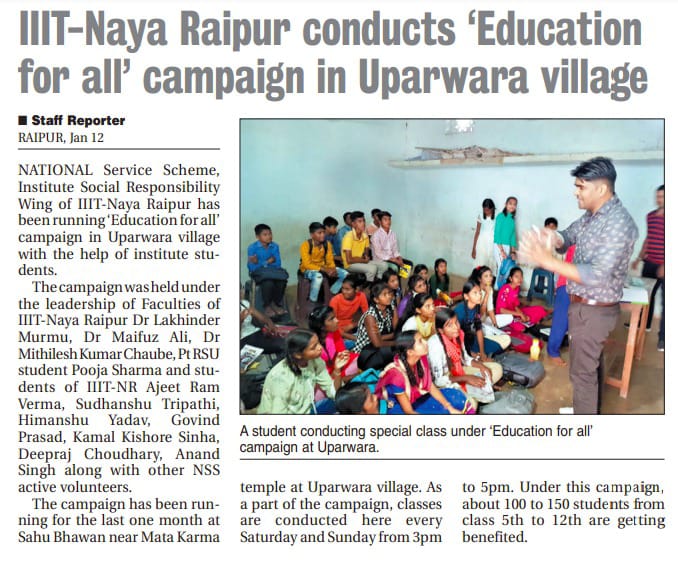 IIIT-Naya Raipur conducts ‘Education
for all’ campaign in Uparwara village
■ Staff Reporter
RAIPUR, Jan 12
NATIONAL Service Scheme,
Institute Social Responsibility
Wing of IIIT-Naya Raipur has
been running ‘Education for all’
campaign in Uparwara village
with the help of institute stu-
dents.
The campaign was held under
the leadership of Faculties of
IIIT-Naya Raipur Dr Lakhinder
Murmu, Dr Maifuz Ali, Dr
Mithilesh Kumar Chaube, Pt RSU
student Pooja Sharma and stu-
dents of IIIT-NR Ajeet Ram
Verma, Sudhanshu Tripathi,
Himanshu Yadav, Govind
Prasad, Kamal Kishore Sinha,
Deepraj Choudhary, Anand
Singh along with other NSS
active volunteers.
The campaign has been run-
ning for the last one month at
Sahu Bhawan near Mata Karma
A student conducting special class under ‘Education for all’
campaign at Uparwara.
temple at Uparwara village. As
a part of the campaign, classes
are conducted here every
Saturday and Sunday from 3pm
to 5pm. Under this campaign,
about 100 to 150 students from
class 5th to 12th are getting
benefited.